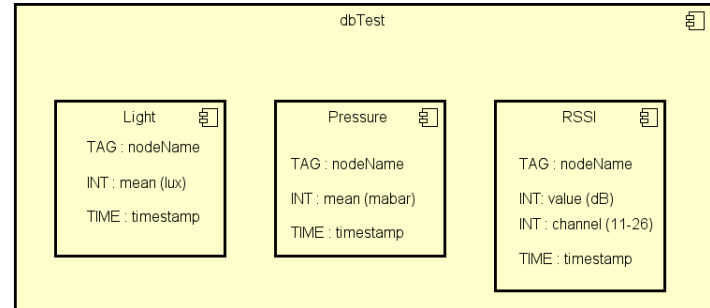 dbTest
Light
TAG : nodeName
INT : mean (lux)
TIME : timestamp
Pressure
TAG : nodeName
INT : mean (mabar)
TIME : timestamp
RSSI
TAG : nodeName
INT: value (dB)
INT : channel (11-26)
TIME : timestamp